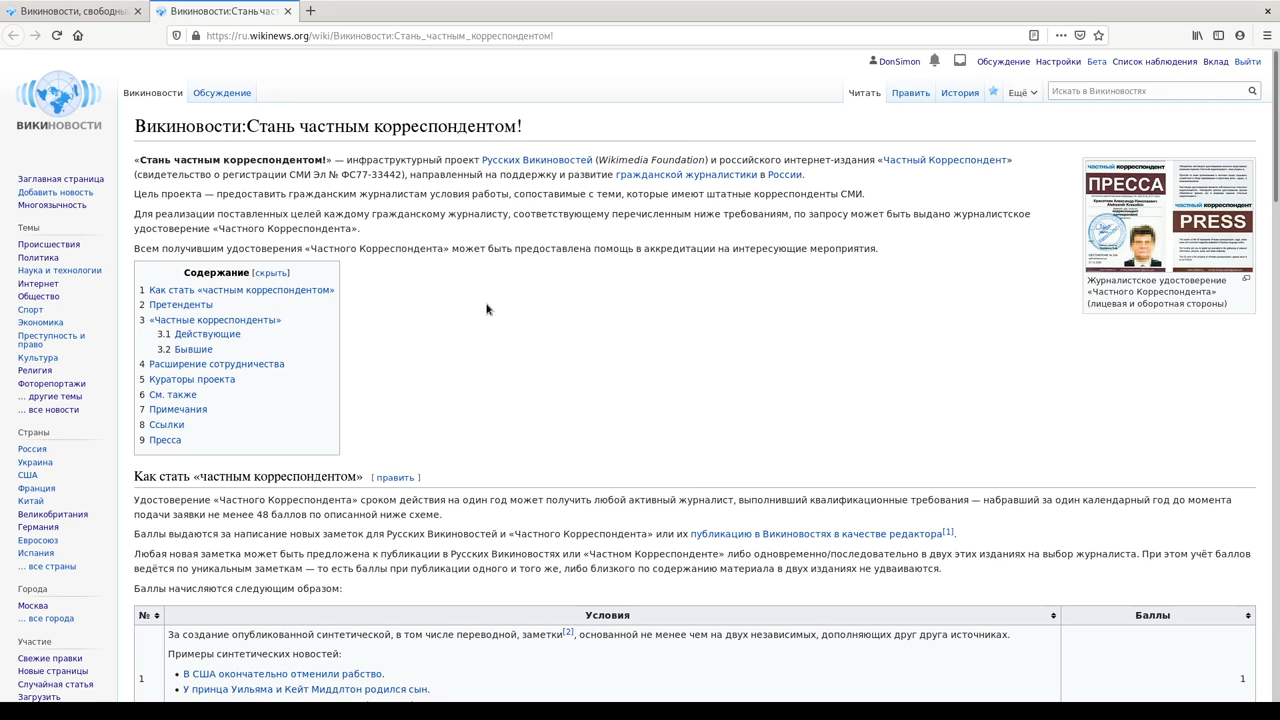 Викиновости, свободны
Викиновости:Стань част
https://ru.wikinews.org/wiki/Викиновости:Стань_частным_корреспондентом!
DonSimon Обсуждение Настройки Бета Список наблюдения Вклад Выйти
Викиновости Обсуждение Читать Править История Ещё Искать в Викиновостях
ВИКИНОВОСТИ
Заглавная страница
Добавить новость
Многоязычность
Темы
Происшествия
Политика
Наука и технологии
Интернет
Общество
Спорт
Экономика
Преступность и
право
Культура
Религия
Фоторепортажи
... другие темы
... все новости
Страны
Россия
Украина
США
Франция
Китай
Великобритания
Германия
Евросоюз
Испания
... все страны
Города
Москва
... все города
Участие
Свежие правки
Новые страницы
Случайная статья
Загрузить
Викиновости:Стань частным корреспондентом!
«Стань частным корреспондентом!» — инфраструктурный проект Русских Викиновостей (Wikimedia Foundation) и российского интернет-издания «Частный Корреспондент»
(свидетельство о регистрации СМИ Эл № ФС77-33442), направленный на поддержку и развитие гражданской журналистики в России.
Цель проекта — предоставить гражданским журналистам условия работы, сопоставимые с теми, которые имеют штатные корреспонденты СМИ.
Для реализации поставленных целей каждому гражданскому журналисту, соответствующему перечисленным ниже требованиям, по запросу может быть выдано журналистское
удостоверение «Частного Корреспондента».
Всем получившим удостоверения «Частного Корреспондента» может быть предоставлена помощь в аккредитации на интересующие мероприятия.
частный корреспондент
ПРЕССА
частный корреспондент
PRESS
Журналистское удостоверение
«Частного Корреспондента»
(лицевая и оборотная стороны)
Содержание [скрыть]
1 Как стать «частным корреспондентом»
2 Претенденты
3 «Частные корреспонденты»
3.1 Действующие
3.2 Бывшие
4 Расширение сотрудничества
5 Кураторы проекта
6 См. также
7 Примечания
8 Ссылки
9 Пресса
Как стать «частным корреспондентом» [ править ]
Удостоверение «Частного Корреспондента» сроком действия на один год может получить любой активный журналист, выполнивший квалификационные требования — набравший за один календарный год до момента
подачи заявки не менее 48 баллов по описанной ниже схеме.
Баллы выдаются за написание новых заметок для Русских Викиновостей и «Частного Корреспондента» или их публикацию в Викиновостях в качестве редактора[1].
Любая новая заметка может быть предложена к публикации в Русских Викиновостях или «Частном Корреспонденте» либо одновременно/последовательно в двух этих изданиях на выбор журналиста. При этом учёт баллов
ведётся по уникальным заметкам — то есть баллы при публикации одного и того же, либо близкого по содержанию материала в двух изданиях не удваиваются.
Баллы начисляются следующим образом:
№ Условия Баллы
За создание опубликованной синтетической, в том числе переводной, заметки[2], основанной не менее чем на двух независимых, дополняющих друг друга источниках.
Примеры синтетических новостей:
1 • В США окончательно отменили рабство. 1
• У принца Уильяма и Кейт Миддлтон родился сын.